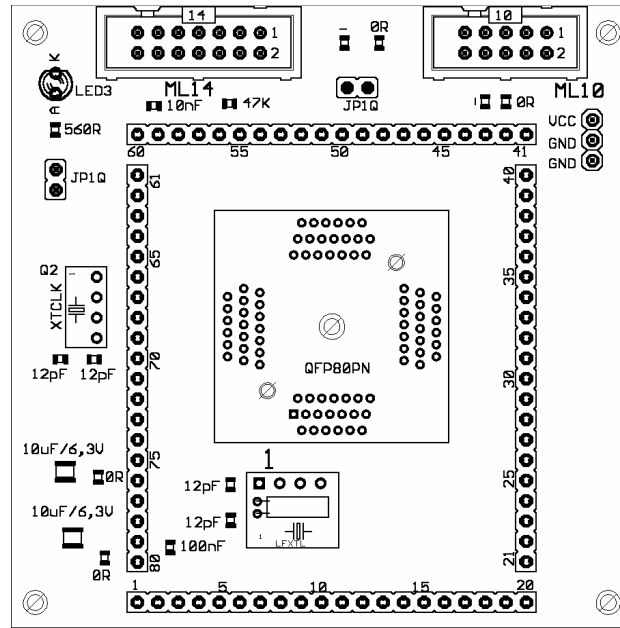 14
10
1
2
1
2
K
LED3
A
ML14
10nF
47K
0R
JP1Q
ML10
0R
560R
VCC
GND
GND
60
55
50
45
41
JP1Q
61
40
65
35
Q2
XTCLK
12pF
12pF
70
30
QFP80PN
75
25
10uF/6,3V
0R
10uF/6,3V
0R
1
12pF
12pF
1
LFXTL
100nF
80
21
1
5
10
15
20